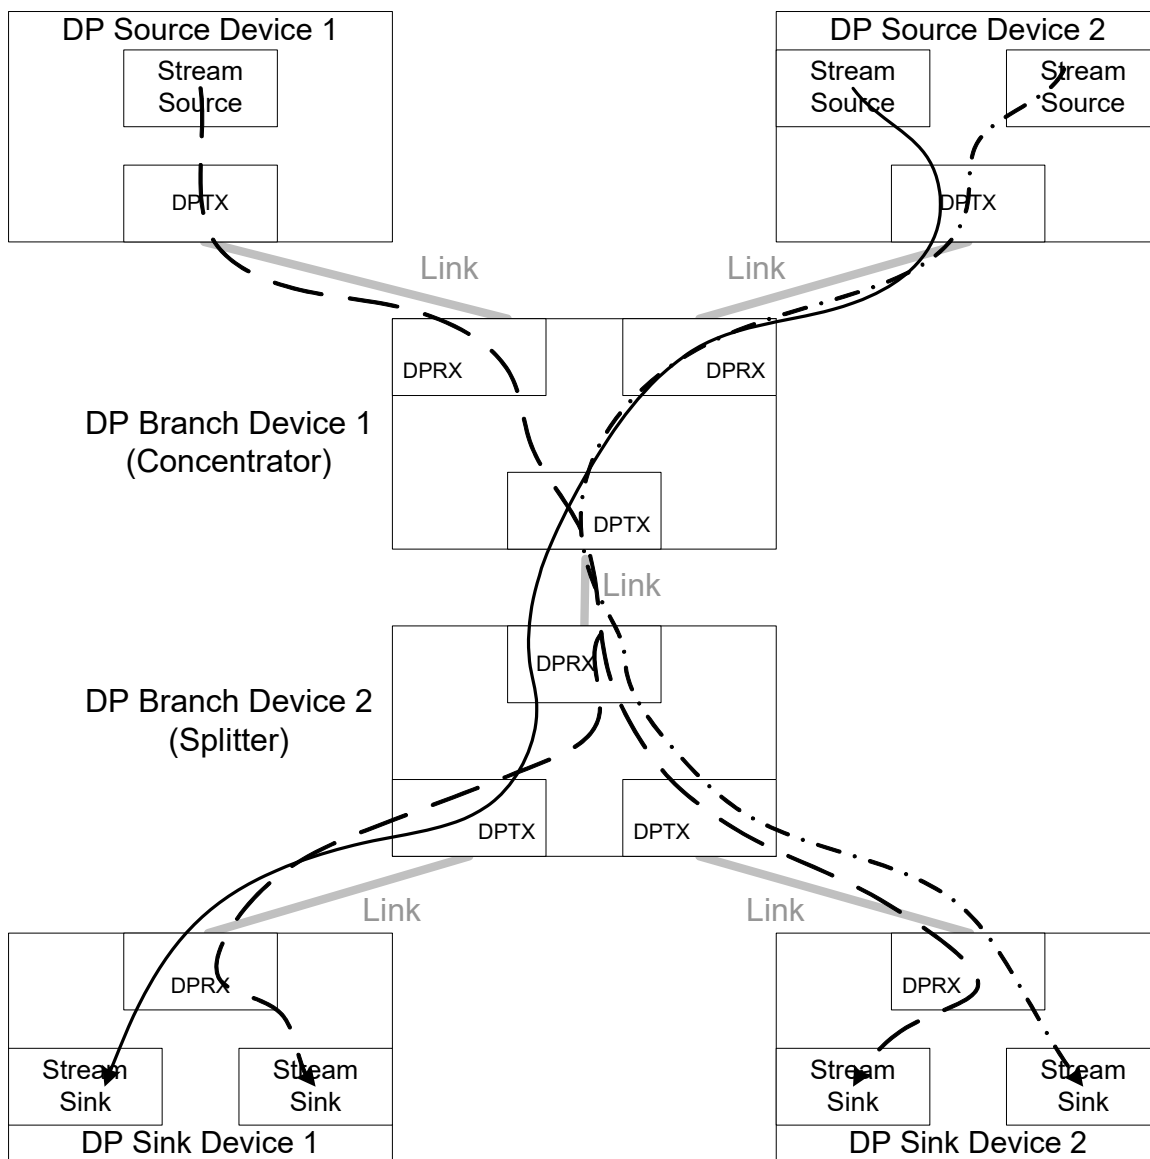 DP Source Device 1
Stream
Source
DPTX
DP Source Device 2
Stream
Source
Stream
Source
DPTX
Link
Link
DPRX
DPRX
DP Branch Device 1
(Concentrator)
DPTX
Link
DPRX
DP Branch Device 2
(Splitter)
DPTX
DPTX
Link
Link
DPRX
Stream
Sink
Stream
Sink
DP Sink Device 1
DPRX
Stream
Sink
Stream
Sink
DP Sink Device 2